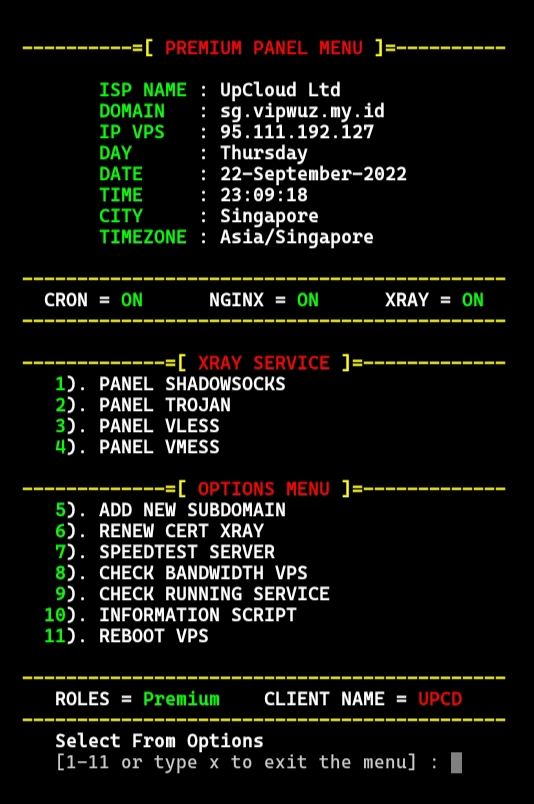 ----------=[ PREMIUM PANEL MENU ]=----------
ISP NAME : UpCloud Ltd
DOMAIN : sg.vipwuz.my.id
IP VPS : 95.111.192.127
DAY : Thursday
DATE : 22-September-2022
TIME : 23:09:18
CITY : Singapore
TIMEZONE : Asia/Singapore
--------------------------------------------
CRON = ON NGINX = ON XRAY = ON
--------------------------------------------
-------------=[ XRAY SERVICE ]=-------------
1). PANEL SHADOWSOCKS
2). PANEL TROJAN
3). PANEL VLESS
4). PANEL VMESS
-------------=[ OPTIONS MENU ]=-------------
5). ADD NEW SUBDOMAIN
6). RENEW CERT XRAY
7). SPEEDTEST SERVER
8). CHECK BANDWIDTH VPS
9). CHECK RUNNING SERVICE
10). INFORMATION SCRIPT
11). REBOOT VPS
--------------------------------------------
ROLES = Premium CLIENT NAME = UPCD
--------------------------------------------
Select From Options
[1-11 or type x to exit the menu] :